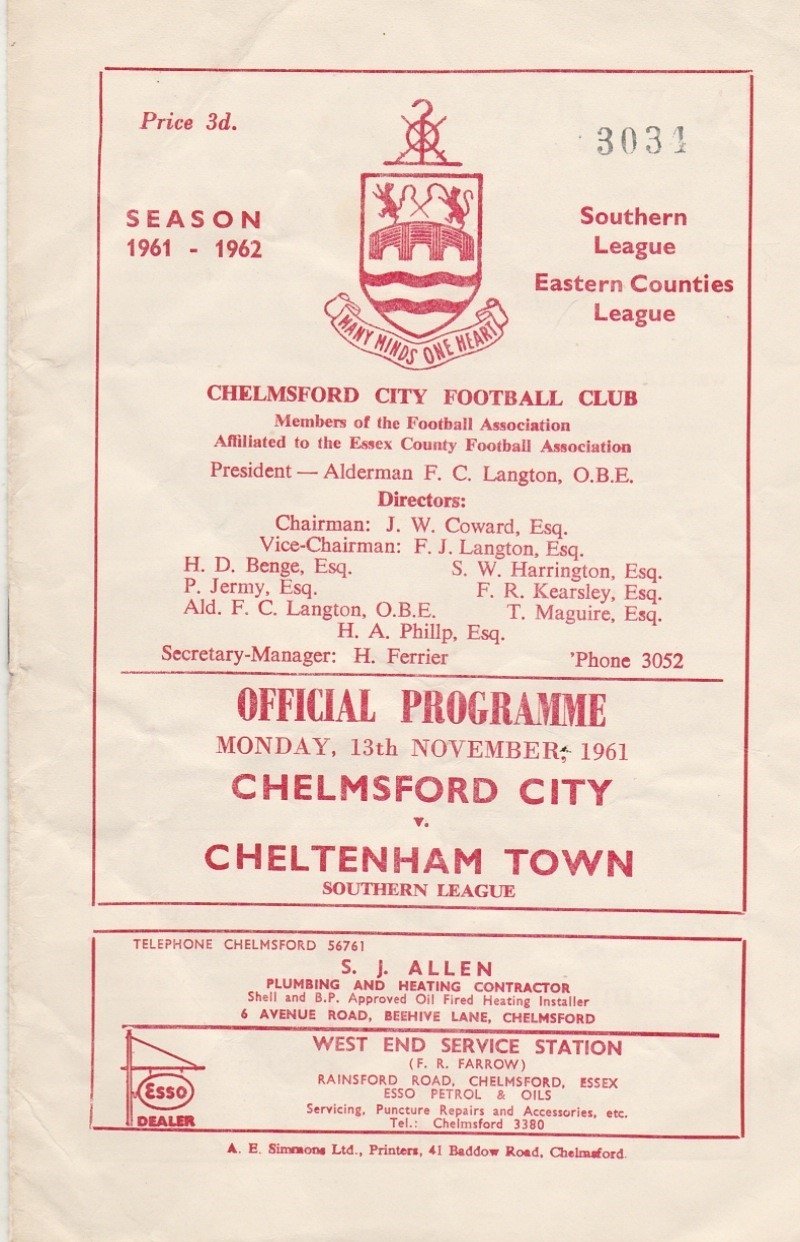 Price 3d.
3034
SEASON
1961 - 1962
Southern
League
Eastern Counties
League
MANY MINDS ONE HEART
CHELMSFORD CITY FOOTBALL CLUB
Members of the Football Association
Affiliated to the Essex County Football Association
President — Alderman F. C. Langton, O.B.E.
Directors:
Chairman: J. W. Coward, Esq.
Vice-Chairman: F. J. Langton, Esq.
H. D. Benge, Esq. S. W. Harrington, Esq.
P. Jermy, Esq. F. R. Kearsley, Esq.
Ald. F. C. Langton, O.B.E. T. Maguire, Esq.
H. A. Phillp, Esq.
Secretary-Manager: H. Ferrier 'Phone 3052
OFFICIAL PROGRAMME
MONDAY, 13th NOVEMBER, 1961
CHELMSFORD CITY
v.
CHELTENHAM TOWN
SOUTHERN LEAGUE
TELEPHONE CHELMSFORD 56761
S. J. ALLEN
PLUMBING AND HEATING CONTRACTOR
Shell and B.P. Approved Oil Fired Heating Installer
6 AVENUE ROAD, BEEHIVE LANE, CHELMSFORD
WEST END SERVICE STATION
(F. R. FARROW)
RAINSFORD ROAD, CHELMSFORD, ESSEX
ESSO PETROL & OILS
Servicing, Puncture Repairs and Accessories, etc.
Tel.: Chelmsford 3380
Esso
DEALER
A. E. Simmons Ltd., Printers, 41 Baddow Road, Chelmsford.